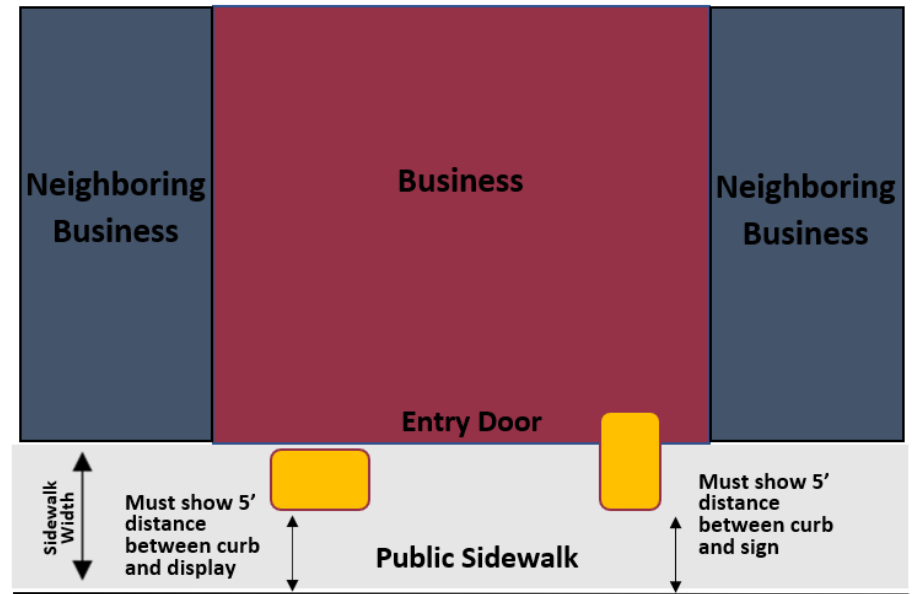 Neighboring
Business
Business
Neighboring
Business
Entry Door
Sidewalk
Width
Must show 5’
distance
between curb
and display
Public Sidewalk
Must show 5’
distance
between curb
and sign